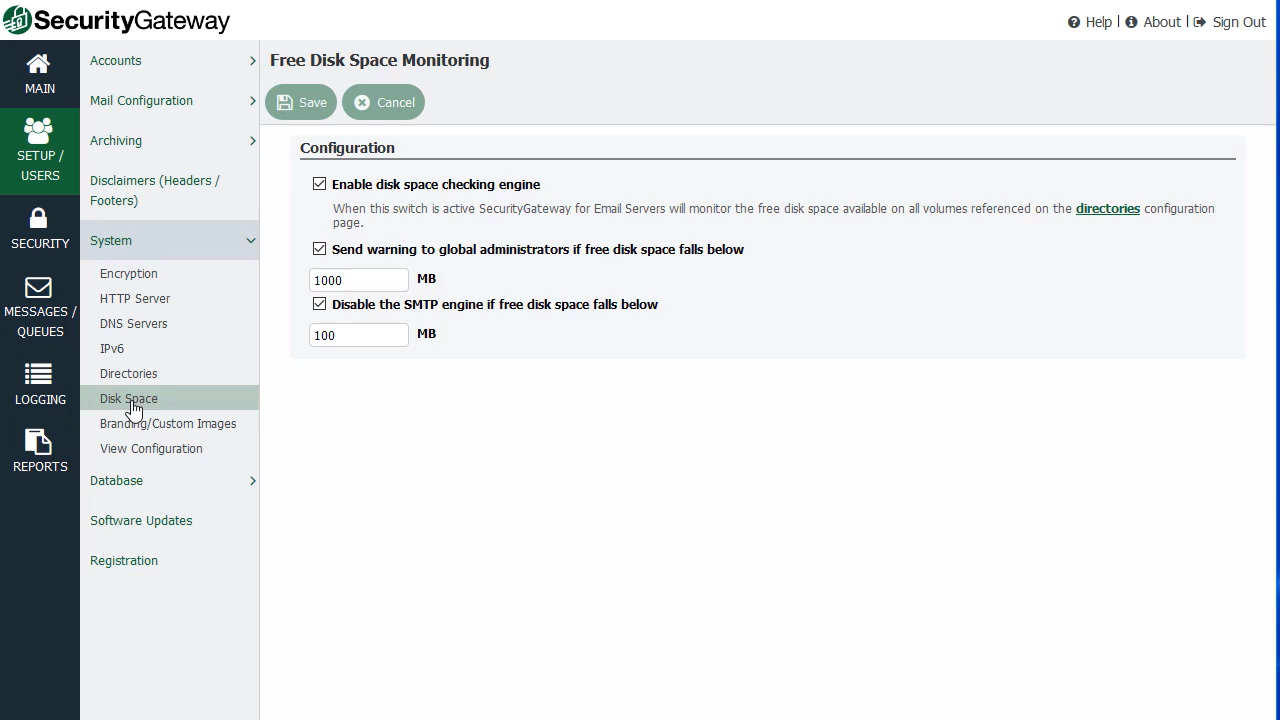 SecurityGateway
Help | About | Sign Out
MAIN
SETUP /
USERS
SECURITY
MESSAGES /
QUEUES
LOGGING
REPORTS
Accounts
Mail Configuration
Archiving
Disclaimers (Headers /
Footers)
System
Encryption
HTTP Server
DNS Servers
IPv6
Directories
Disk Space
Branding/Custom Images
View Configuration
Database
Software Updates
Registration
Free Disk Space Monitoring
Save
Cancel
Configuration
Enable disk space checking engine
When this switch is active SecurityGateway for Email Servers will monitor the free disk space available on all volumes referenced on the directories configuration
page.
Send warning to global administrators if free disk space falls below
1000 MB
Disable the SMTP engine if free disk space falls below
100 MB